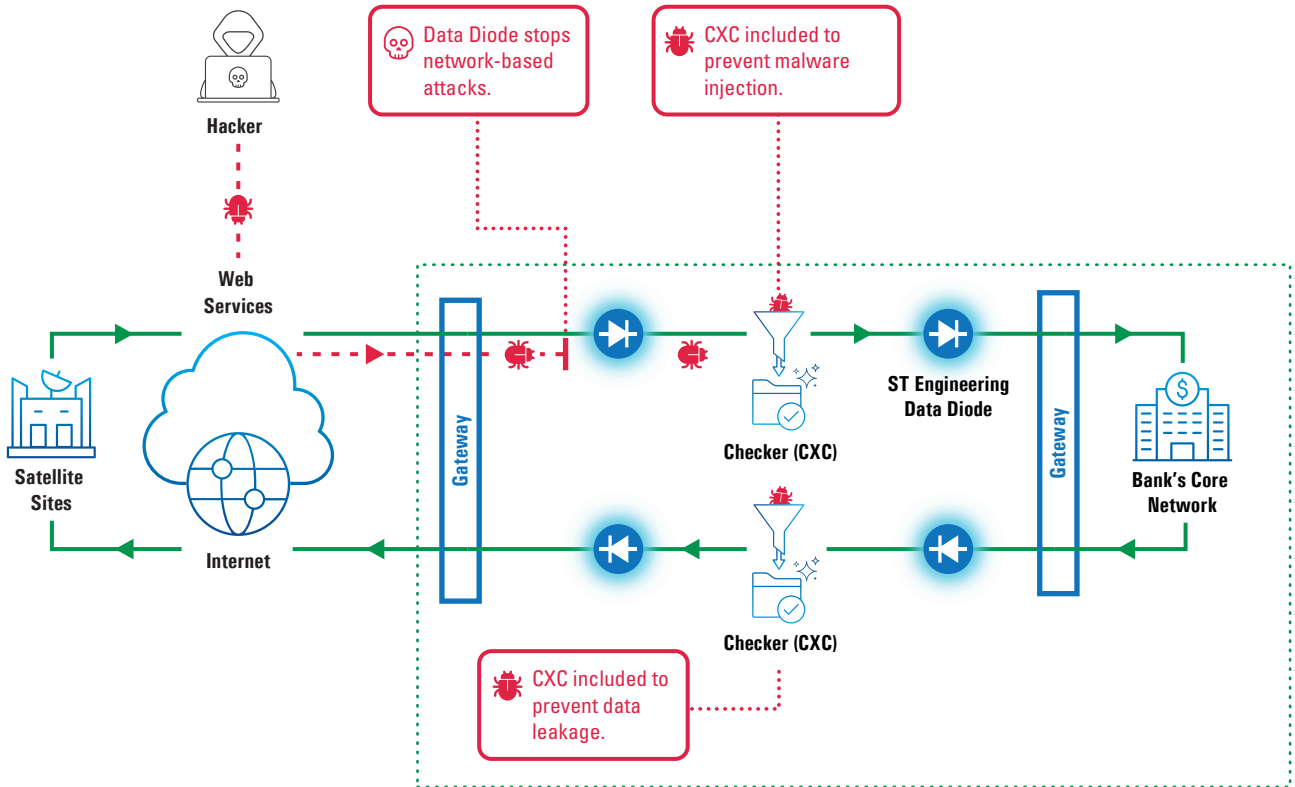 Data Diode stops
network-based
attacks.
CXC included to
prevent malware
injection.
Hacker
Web
Services
Satellite
Sites
Internet
Gateway
Checker (CXC)
ST Engineering
Data Diode
Gateway
$
Bank's Core
Network
Checker (CXC)
CXC included to
prevent data
leakage.